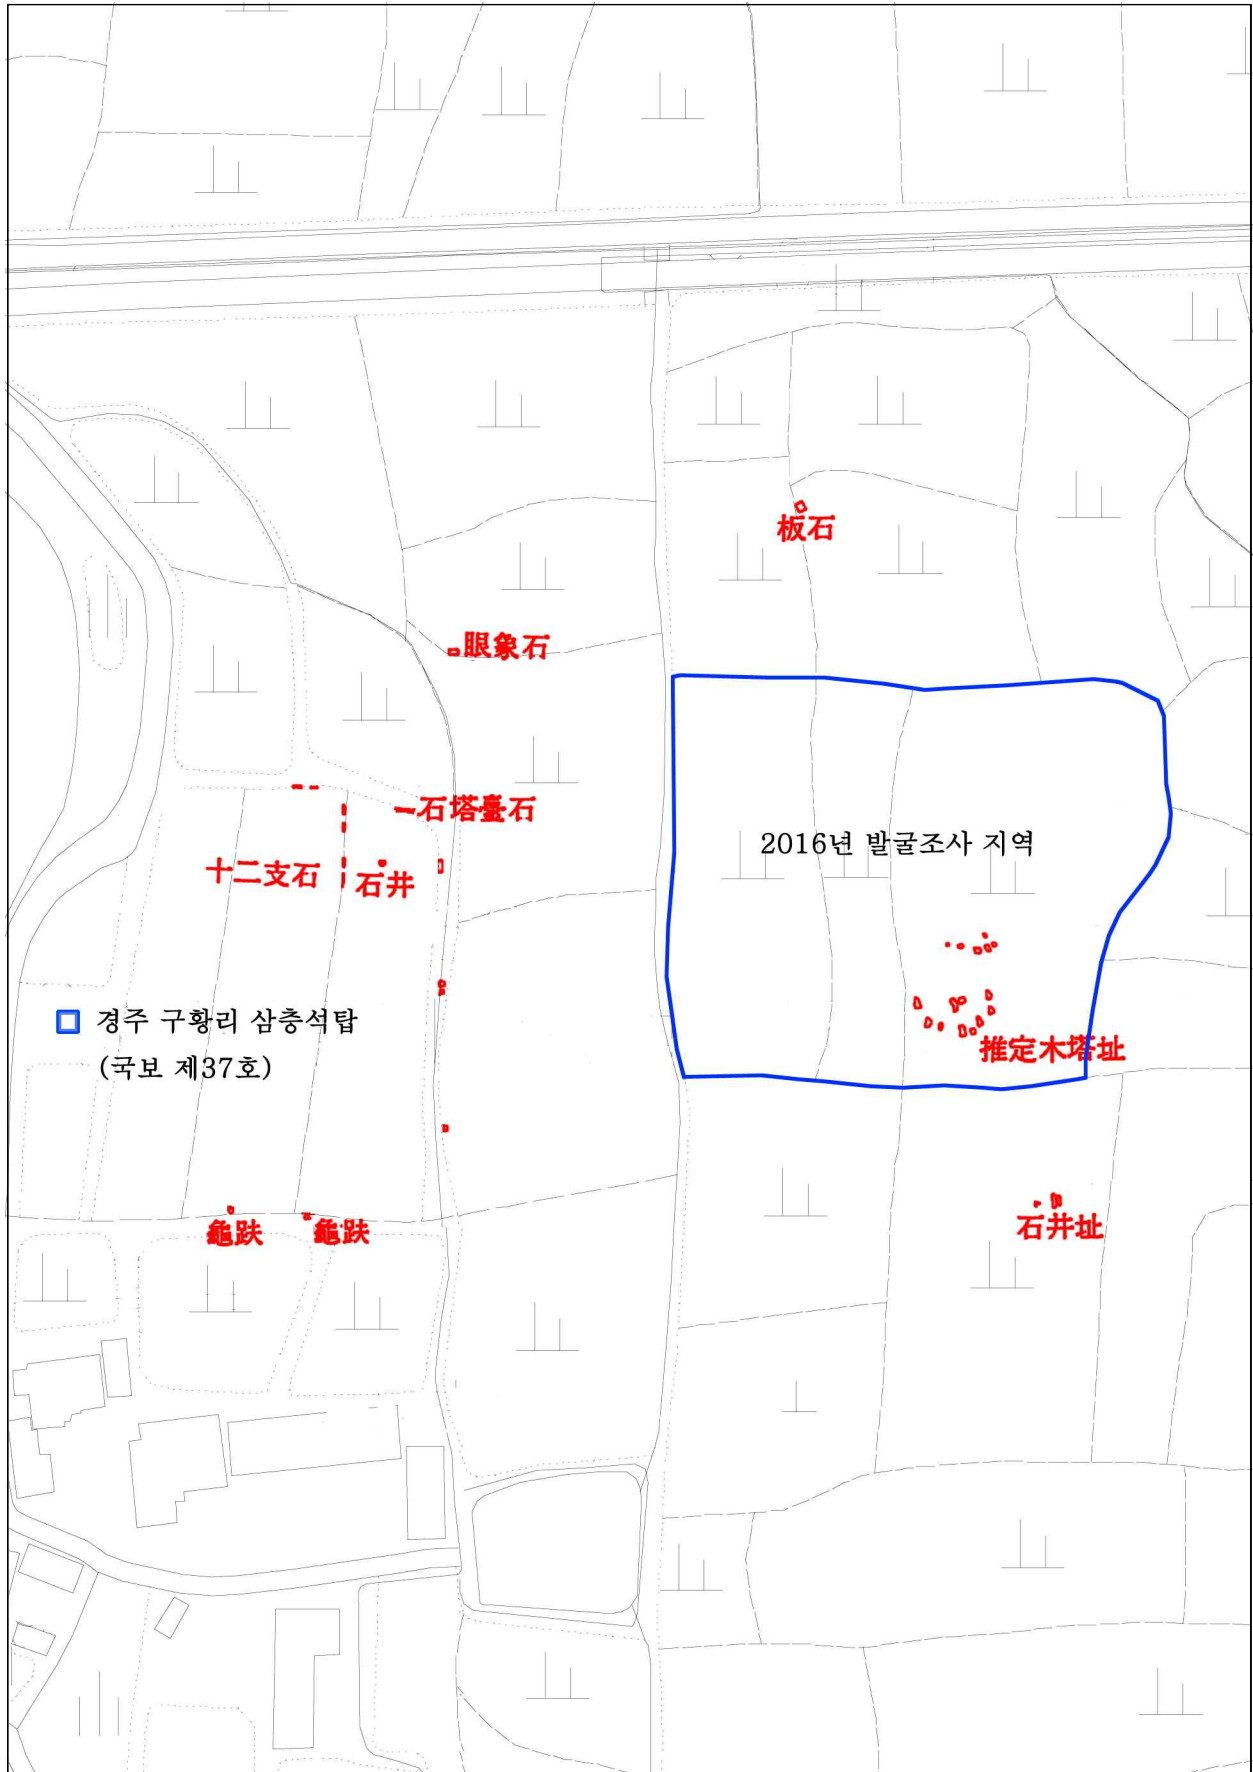 板石
眼象石
一石塔臺石
2016년 발굴조사 지역
十二支石
石井
경주 구황리 삼층석탑
(국보 제37호)
推定木塔址
石井址
龜趺
龜趺